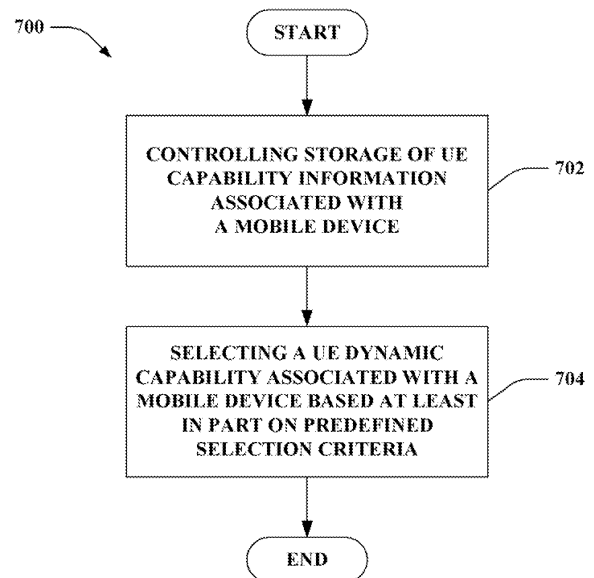 700
START
CONTROLLING STORAGE OF UE
CAPABILITY INFORMATION
ASSOCIATED WITH
A MOBILE DEVICE
702
SELECTING A UE DYNAMIC
CAPABILITY ASSOCIATED WITH A
MOBILE DEVICE BASED AT LEAST
IN PART ON PREDEFINED
SELECTION CRITERIA
704
END